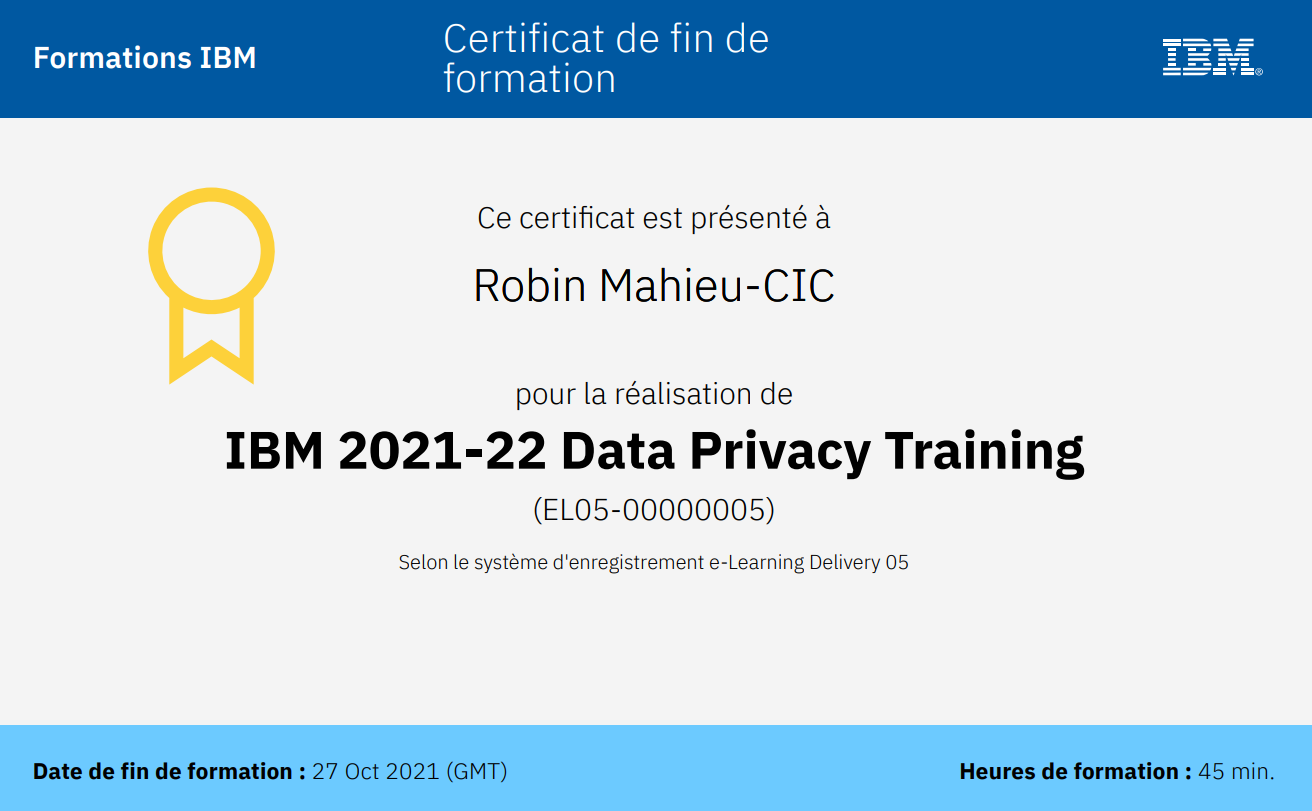 Formations IBM
Certificat de fin de
formation
IBM®
Ce certificat est présenté à
Robin Mahieu-CIC
pour la réalisation de
IBM 2021-22 Data Privacy Training
(EL05-00000005)
Selon le système d'enregistrement e-Learning Delivery 05
Date de fin de formation : 27 Oct 2021 (GMT)
Heures de formation : 45 min.